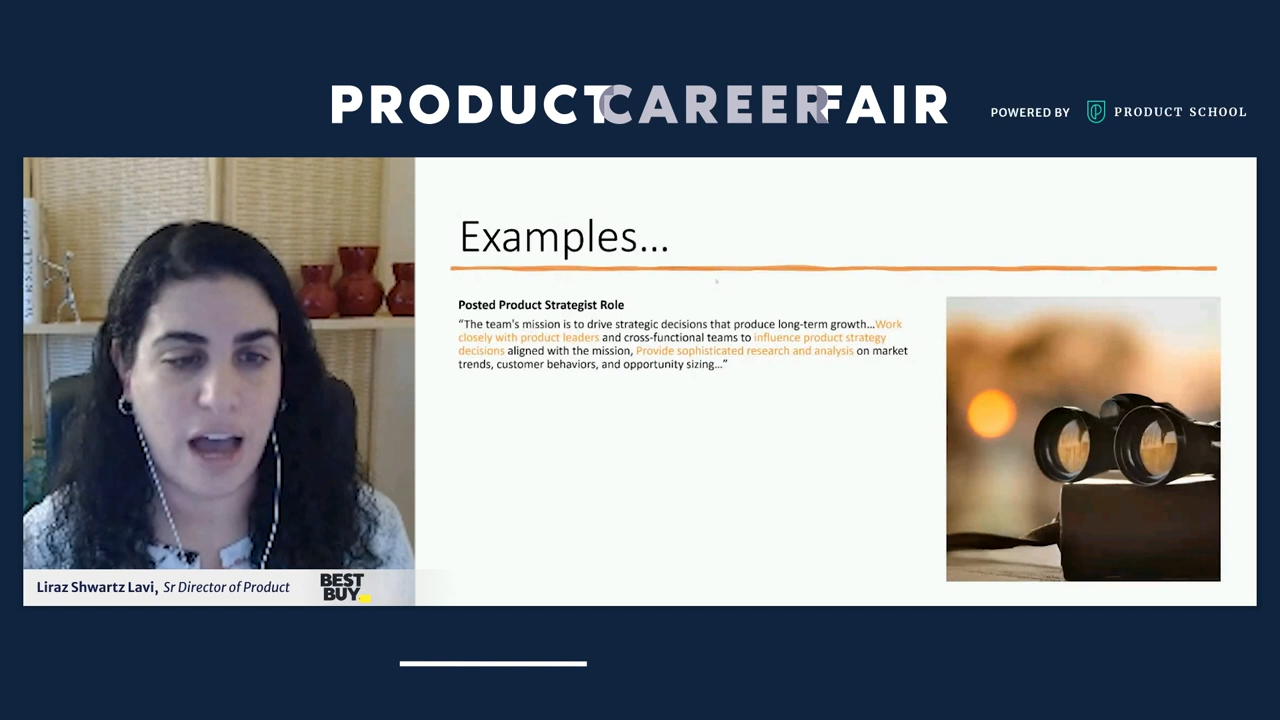 PRODUCTCAREERFAIR
POWERED BY PRODUCT SCHOOL
Examples...
Posted Product Strategist Role
“The team's mission is to drive strategic decisions that produce long-term growth...Work
closely with product leaders and cross-functional teams to influence product strategy
decisions aligned with the mission, Provide sophisticated research and analysis on market
trends, customer behaviors, and opportunity sizing...”
Liraz Shwartz Lavi, Sr Director of Product
BEST
BUY